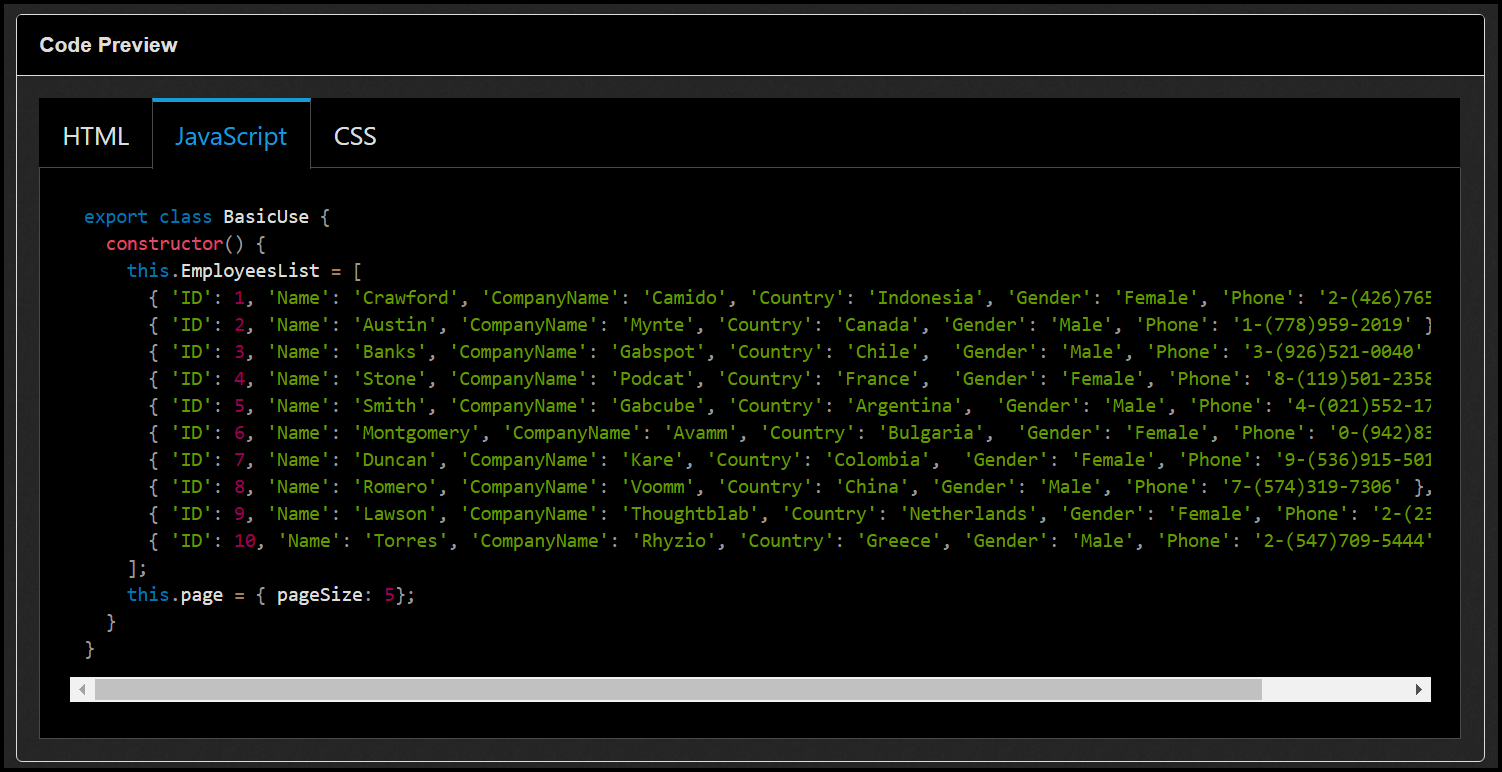 Code Preview
HTML JavaScript CSS
export class BasicUse {
  constructor() {
    this.EmployeesList = [
      { 'ID': 1, 'Name': 'Crawford', 'CompanyName': 'Camido', 'Country': 'Indonesia', 'Gender': 'Female', 'Phone': '2-(426)765
      { 'ID': 2, 'Name': 'Austin', 'CompanyName': 'Mynte', 'Country': 'Canada', 'Gender': 'Male', 'Phone': '1-(778)959-2019' }
      { 'ID': 3, 'Name': 'Banks', 'CompanyName': 'Gabspot', 'Country': 'Chile',  'Gender': 'Male', 'Phone': '3-(926)521-0040'
      { 'ID': 4, 'Name': 'Stone', 'CompanyName': 'Podcat', 'Country': 'France',  'Gender': 'Female', 'Phone': '8-(119)501-2358
      { 'ID': 5, 'Name': 'Smith', 'CompanyName': 'Gabcube', 'Country': 'Argentina',  'Gender': 'Male', 'Phone': '4-(021)552-17
      { 'ID': 6, 'Name': 'Montgomery', 'CompanyName': 'Avamm', 'Country': 'Bulgaria',  'Gender': 'Female', 'Phone': '0-(942)83
      { 'ID': 7, 'Name': 'Duncan', 'CompanyName': 'Kare', 'Country': 'Colombia',  'Gender': 'Female', 'Phone': '9-(536)915-501
      { 'ID': 8, 'Name': 'Romero', 'CompanyName': 'Voomm', 'Country': 'China', 'Gender': 'Male', 'Phone': '7-(574)319-7306' },
      { 'ID': 9, 'Name': 'Lawson', 'CompanyName': 'Thoughtblab', 'Country': 'Netherlands', 'Gender': 'Female', 'Phone': '2-(23
      { 'ID': 10, 'Name': 'Torres', 'CompanyName': 'Rhyzio', 'Country': 'Greece', 'Gender': 'Male', 'Phone': '2-(547)709-5444'
    ];
    this.page = { pageSize: 5};
  }
}